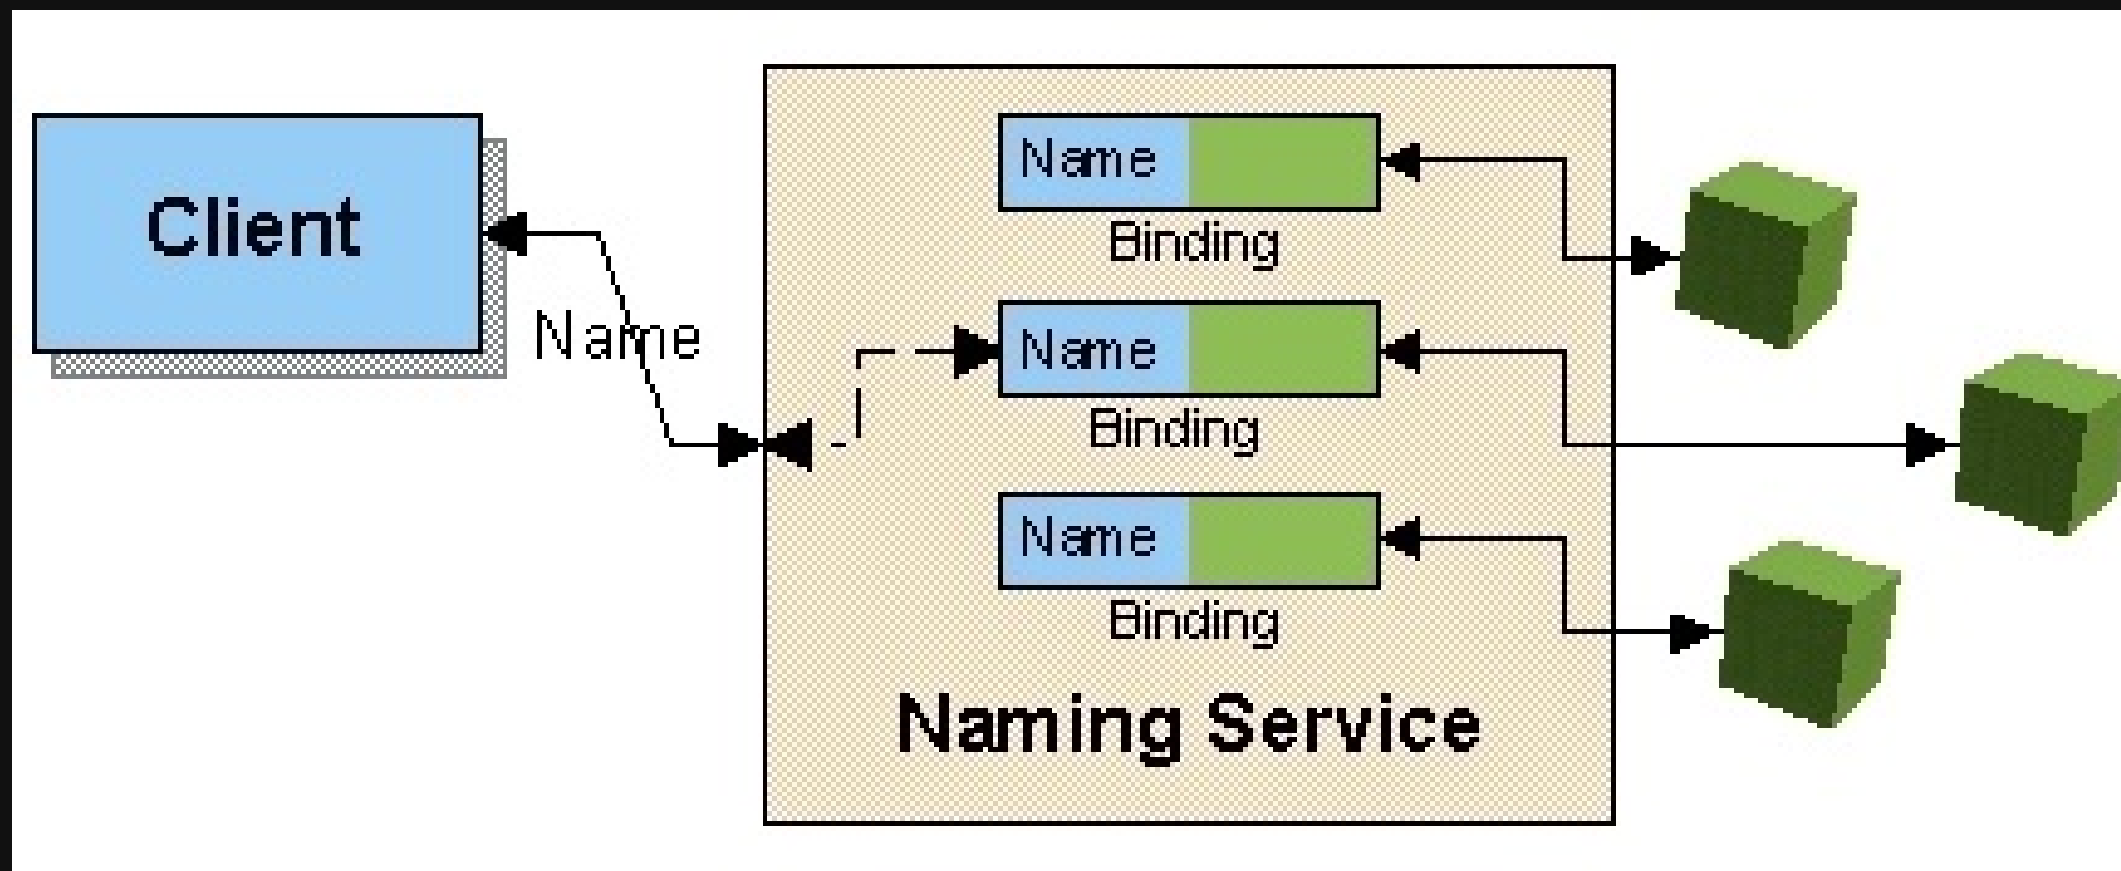 Client
Name
Name
Binding
Name
Binding
Name
Binding
Naming Service